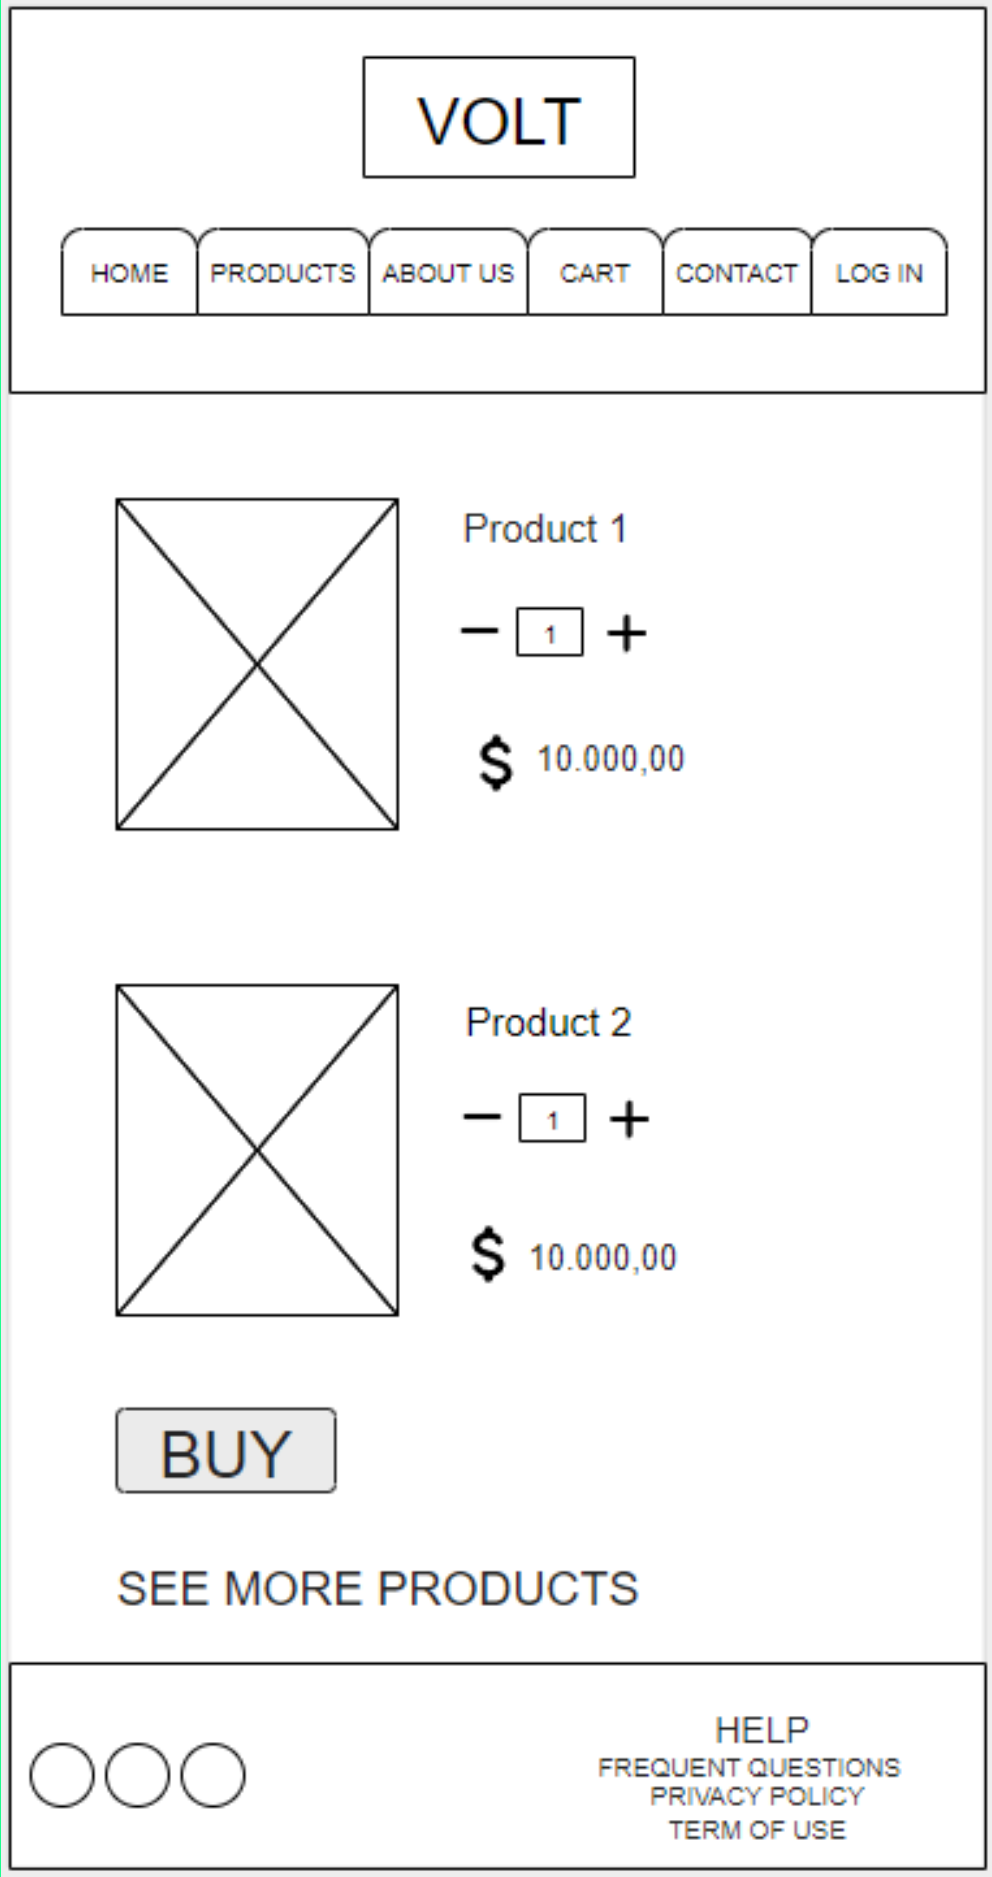 VOLT
HOME PRODUCTS ABOUT US CART CONTACT LOG IN
Product 1
1
$ 10.000,00
Product 2
1
$ 10.000,00
BUY
SEE MORE PRODUCTS
HELP
FREQUENT QUESTIONS
PRIVACY POLICY
TERM OF USE